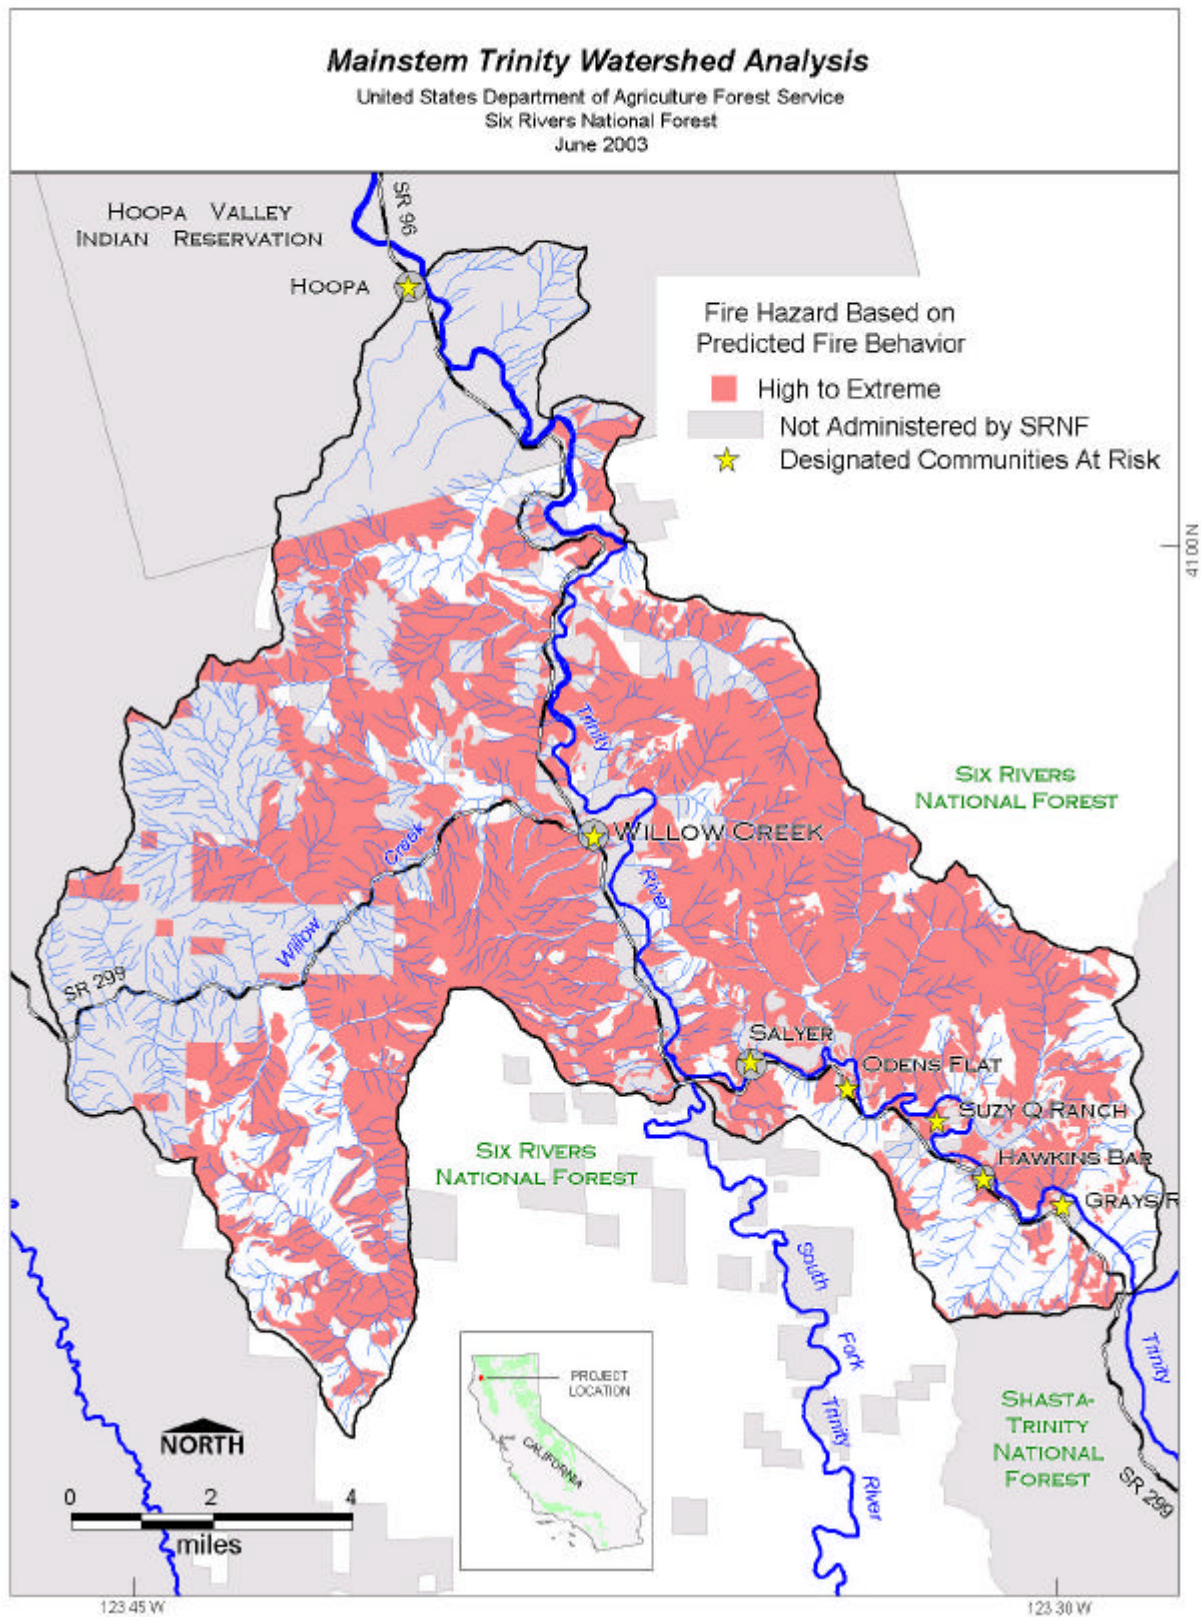 Mainstem Trinity Watershed Analysis
United States Department of Agriculture Forest Service
Six Rivers National Forest
June 2003
SR 96
HOOPA VALLEY
INDIAN RESERVATION
HOOPA
Fire Hazard Based on
Predicted Fire Behavior
High to Extreme
Not Administered by SRNF
Designated Communities At Risk
4100N
Trinity
SIX RIVERS
NATIONAL FOREST
WILLOW CREEK
Creek
River
Willow
SR 299
SALYER
ODENS FLAT
SUZY Q RANCH
SIX RIVERS
NATIONAL FOREST
HAWKINS BAR
GRAYS/R
South
Fork
Trinity
River
Trinity
PROJECT
LOCATION
CALIFORNIA
SHASTA-
TRINITY
NATIONAL
FOREST
SR 299
NORTH
0 2 4
miles
123 45 W
123 30 W